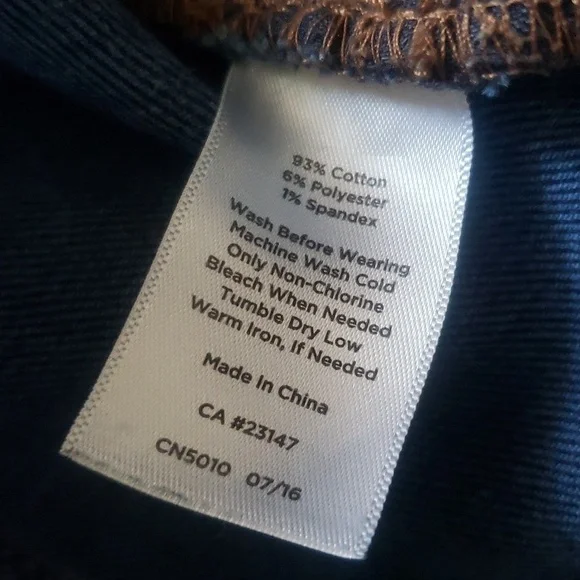 93% Cotton
6% Polyester
1% Spandex
Wash Before Wearing
Machine Wash Cold
Only Non-Chlorine
Bleach When Needed
Tumble Dry Low
Warm Iron, If Needed
Made In China
CA #23147
CN5010 07/16